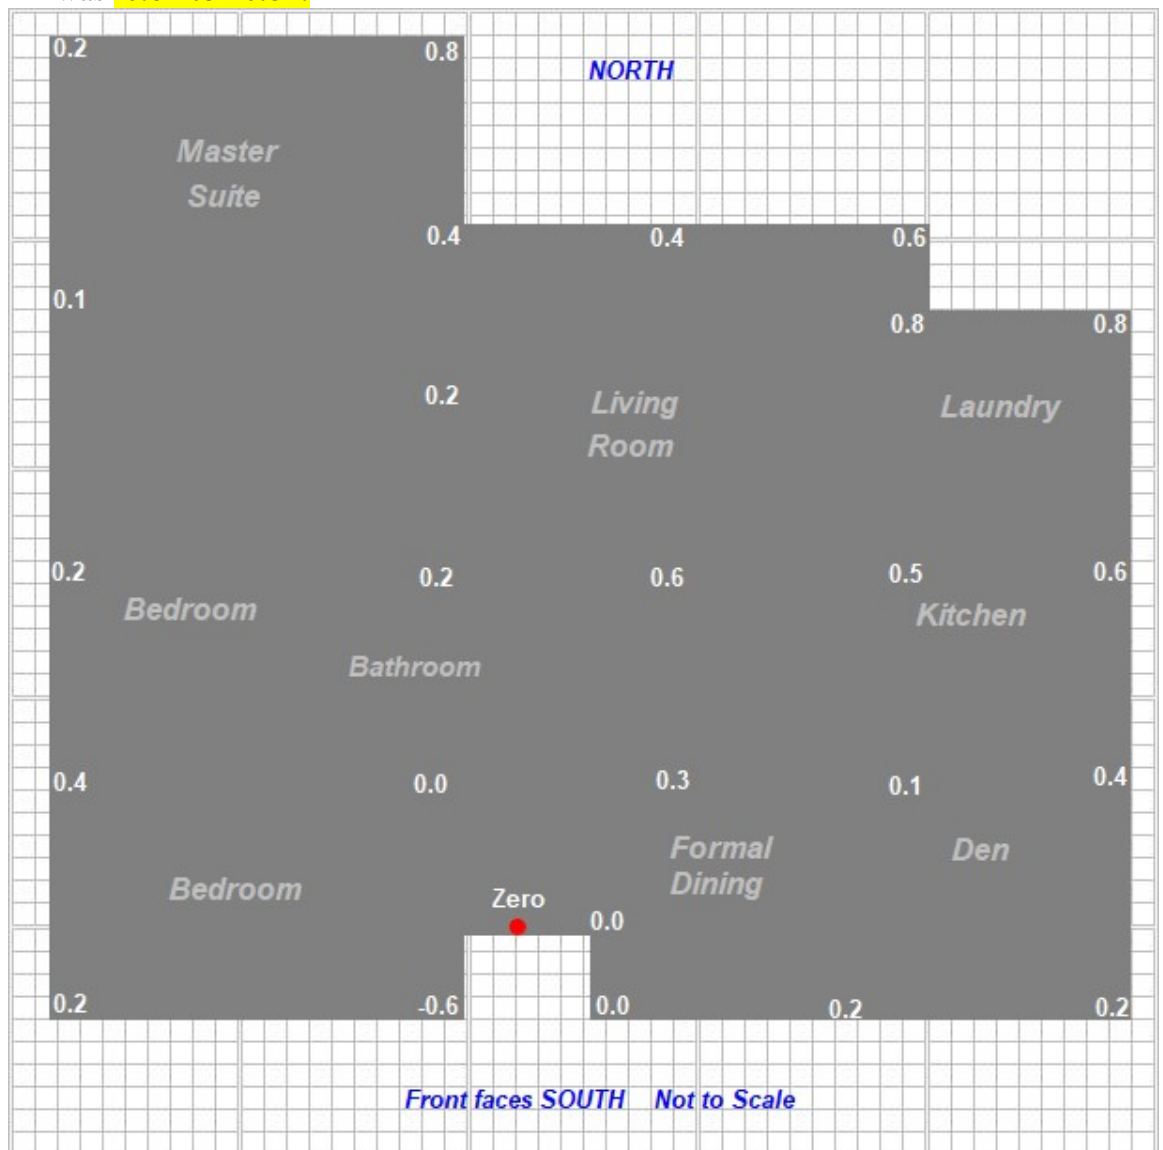 was
0.2 0.8
NORTH
Master
Suite
0.4 0.4 0.6
0.1
0.8 0.8
0.2
Living
Room
Laundry
0.2 0.2 0.6 0.5 0.6
Bedroom
Kitchen
Bathroom
0.4 0.0 0.3 0.1 0.4
Formal
Dining
Den
Bedroom
Zero
0.0
0.2 -0.6 0.0 0.2 0.2
Front faces SOUTH Not to Scale